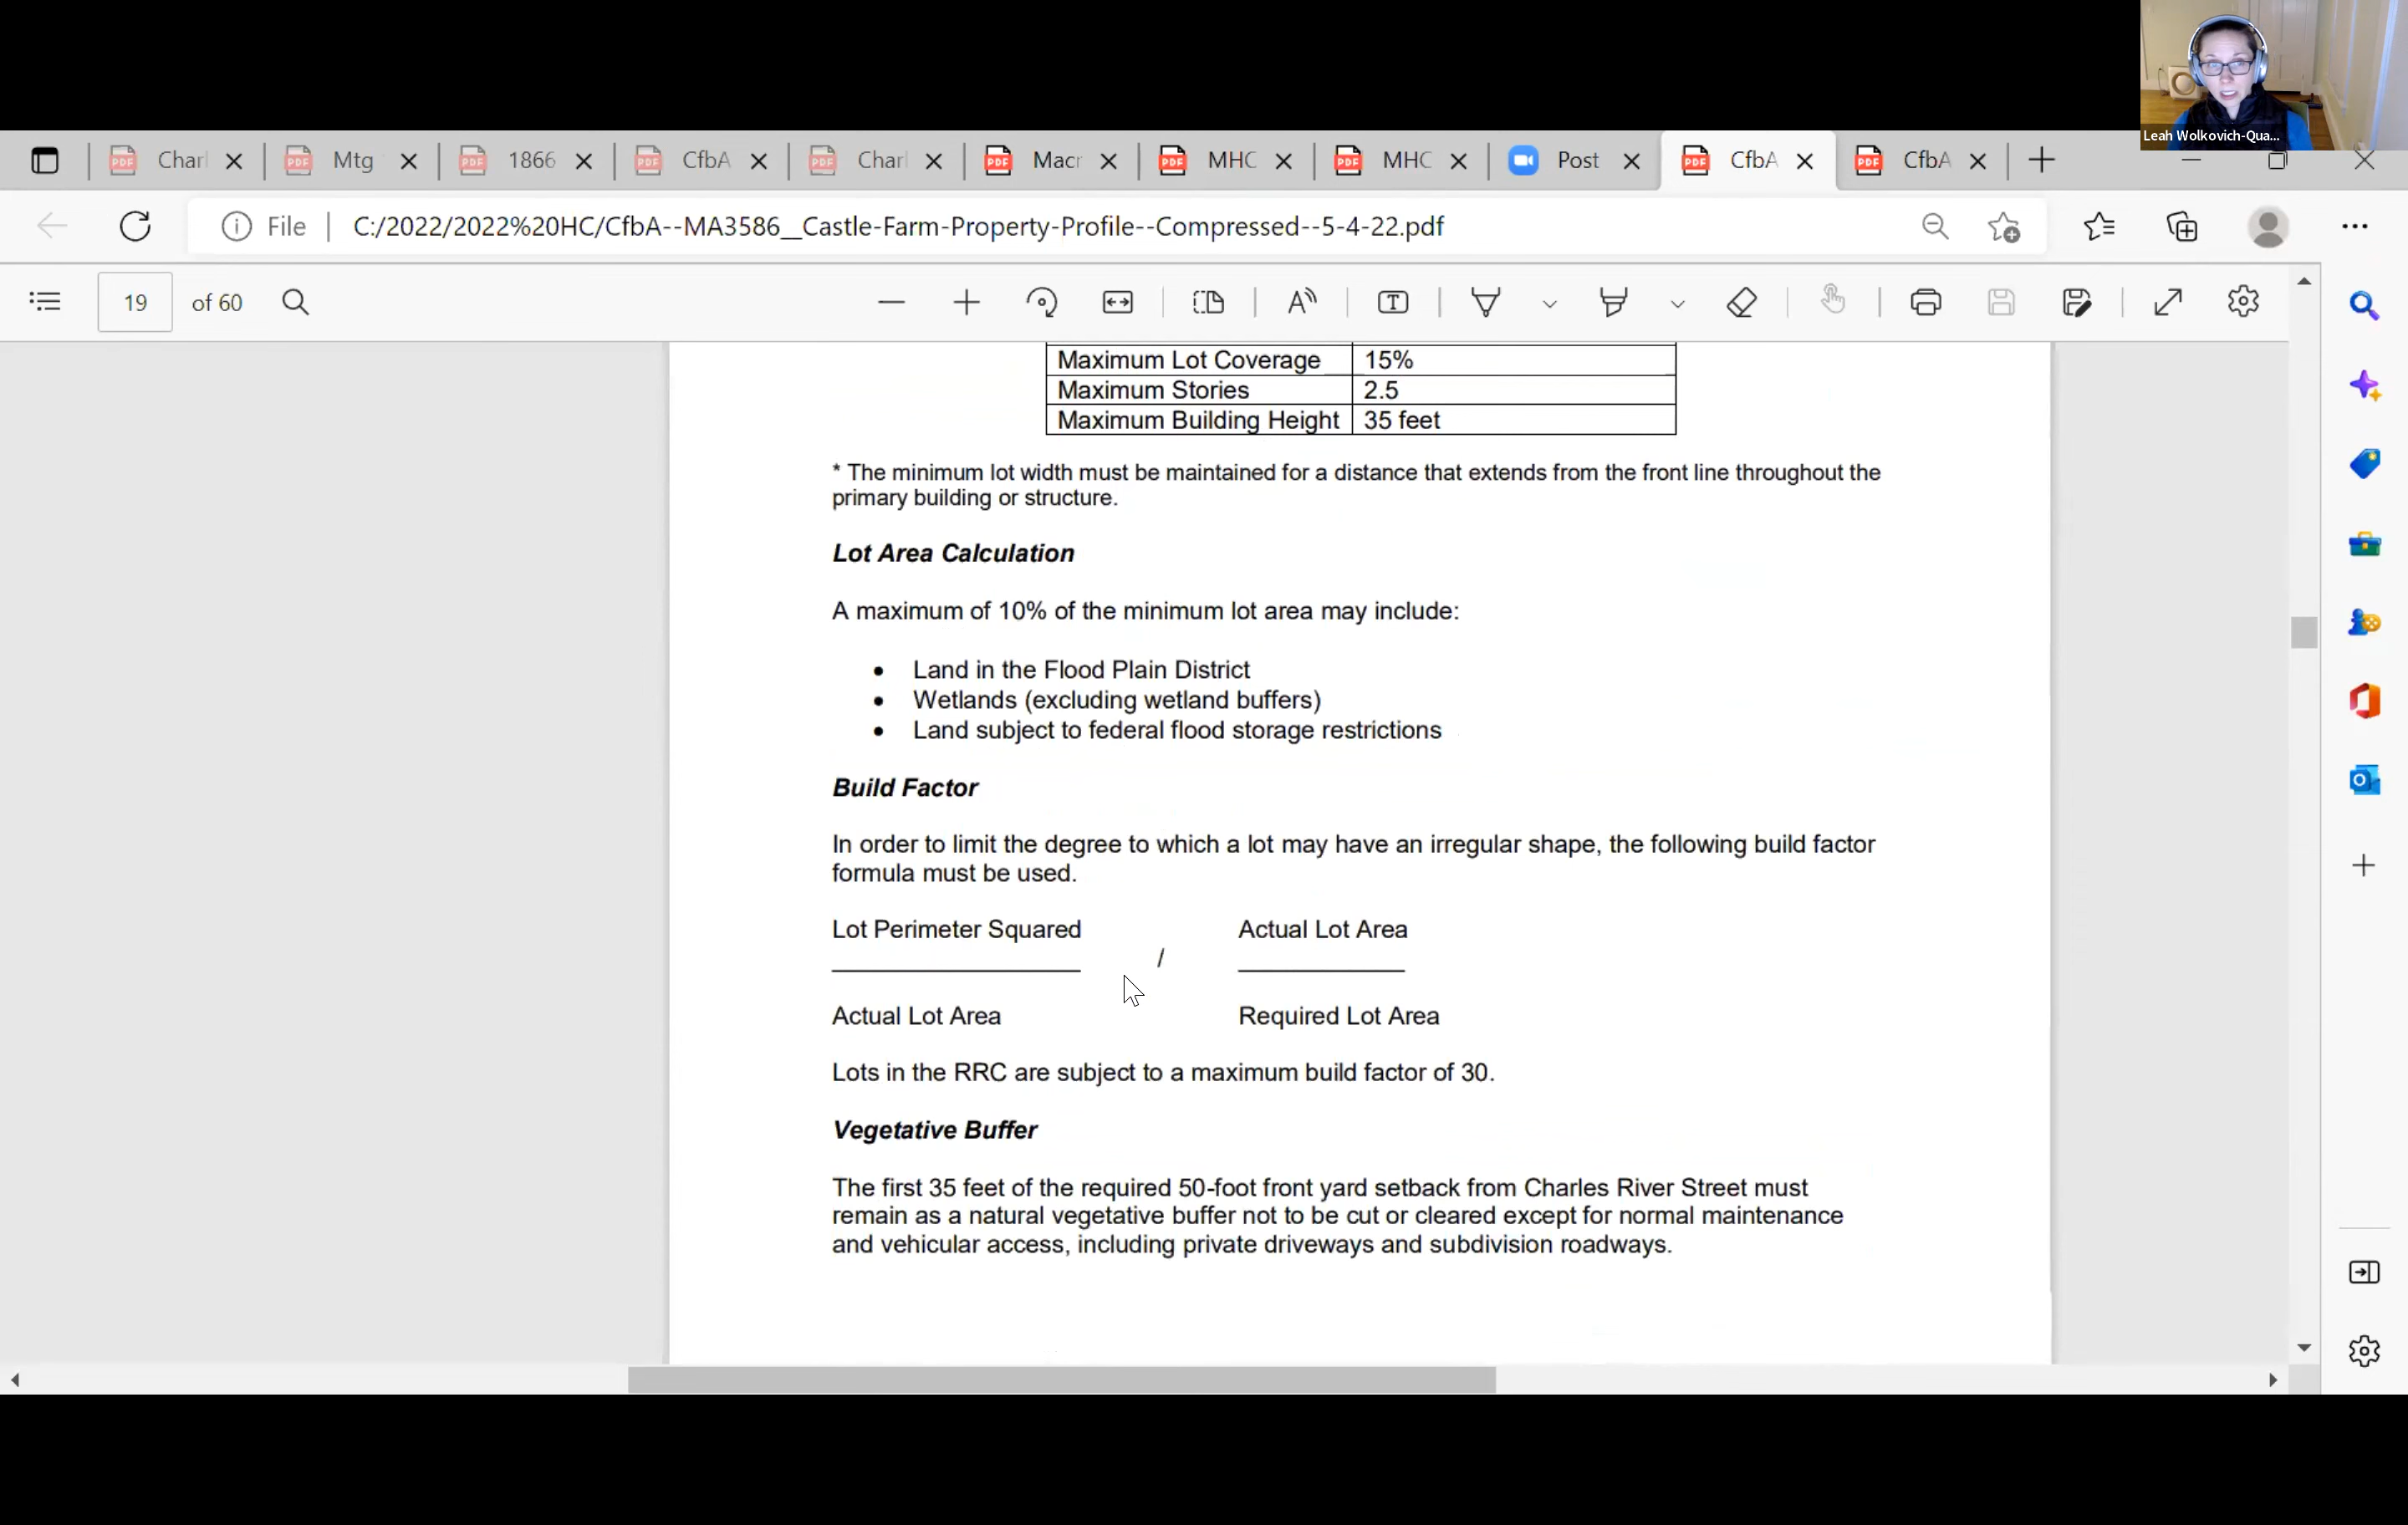 Leah Wolkovich-Qua...
Charl
Mtg
1866
CfbA
Charl
Macr
MHC
MHC
Post
CfbA
CfbA
File
C:/2022/2022%20HC/CfbA--MA3586__Castle-Farm-Property-Profile--Compressed--5-4-22.pdf
19 of 60
Maximum Lot Coverage 15%
Maximum Stories 2.5
Maximum Building Height 35 feet
* The minimum lot width must be maintained for a distance that extends from the front line throughout the
primary building or structure.
Lot Area Calculation
A maximum of 10% of the minimum lot area may include:
• Land in the Flood Plain District
• Wetlands (excluding wetland buffers)
• Land subject to federal flood storage restrictions
Build Factor
In order to limit the degree to which a lot may have an irregular shape, the following build factor
formula must be used.
Lot Perimeter Squared Actual Lot Area
/
Actual Lot Area Required Lot Area
Lots in the RRC are subject to a maximum build factor of 30.
Vegetative Buffer
The first 35 feet of the required 50-foot front yard setback from Charles River Street must
remain as a natural vegetative buffer not to be cut or cleared except for normal maintenance
and vehicular access, including private driveways and subdivision roadways.